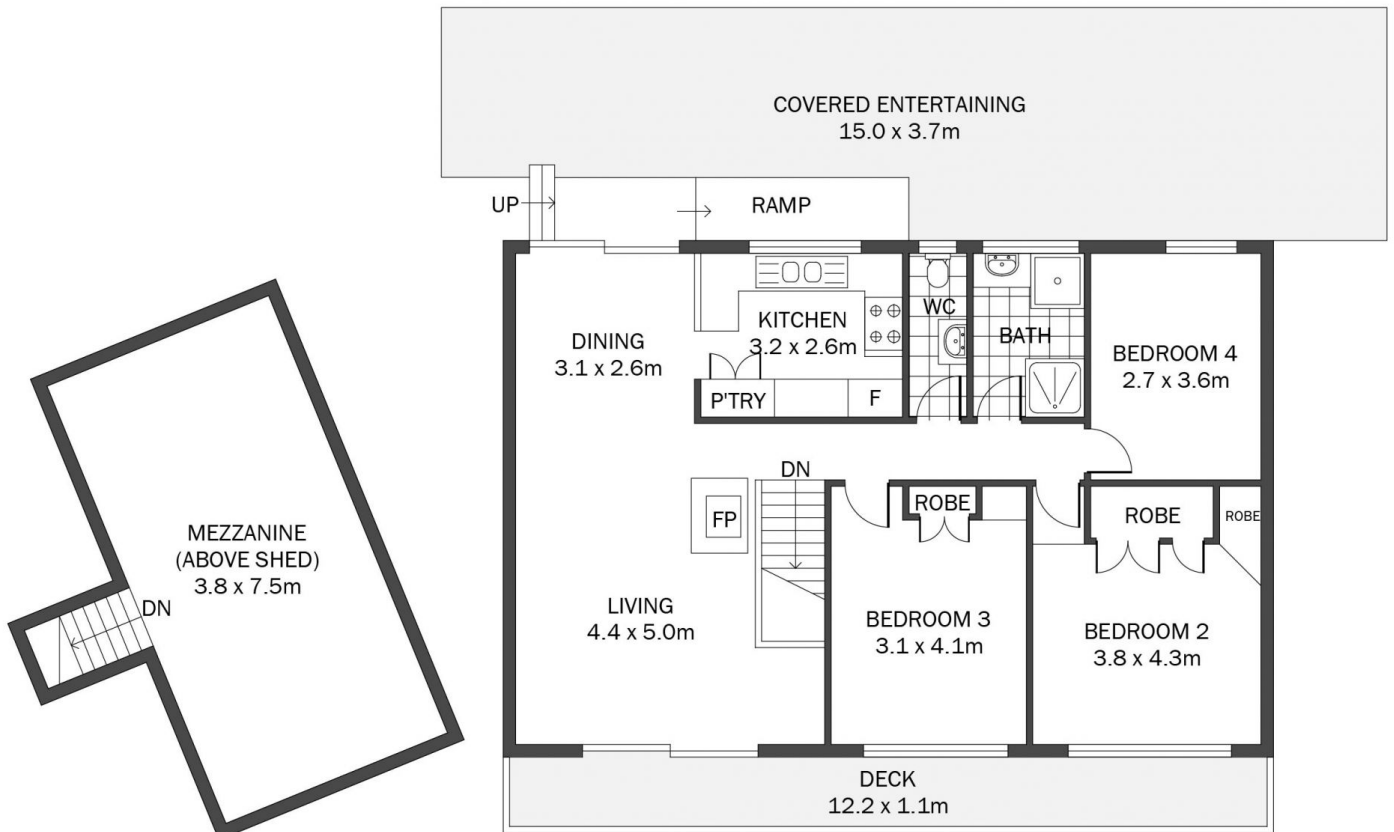 COVERED ENTERTAINING
15.0 x 3.7m
UP
RAMP
KITCHEN
3.2 x 2.6m
WC
BATH
DINING
3.1 x 2.6m
BEDROOM 4
2.7 x 3.6m
P'TRY
F
DN
FP
ROBE
ROBE
ROBE
MEZZANINE
(ABOVE SHED)
3.8 x 7.5m
DN
LIVING
4.4 x 5.0m
BEDROOM 3
3.1 x 4.1m
BEDROOM 2
3.8 x 4.3m
DECK
12.2 x 1.1m